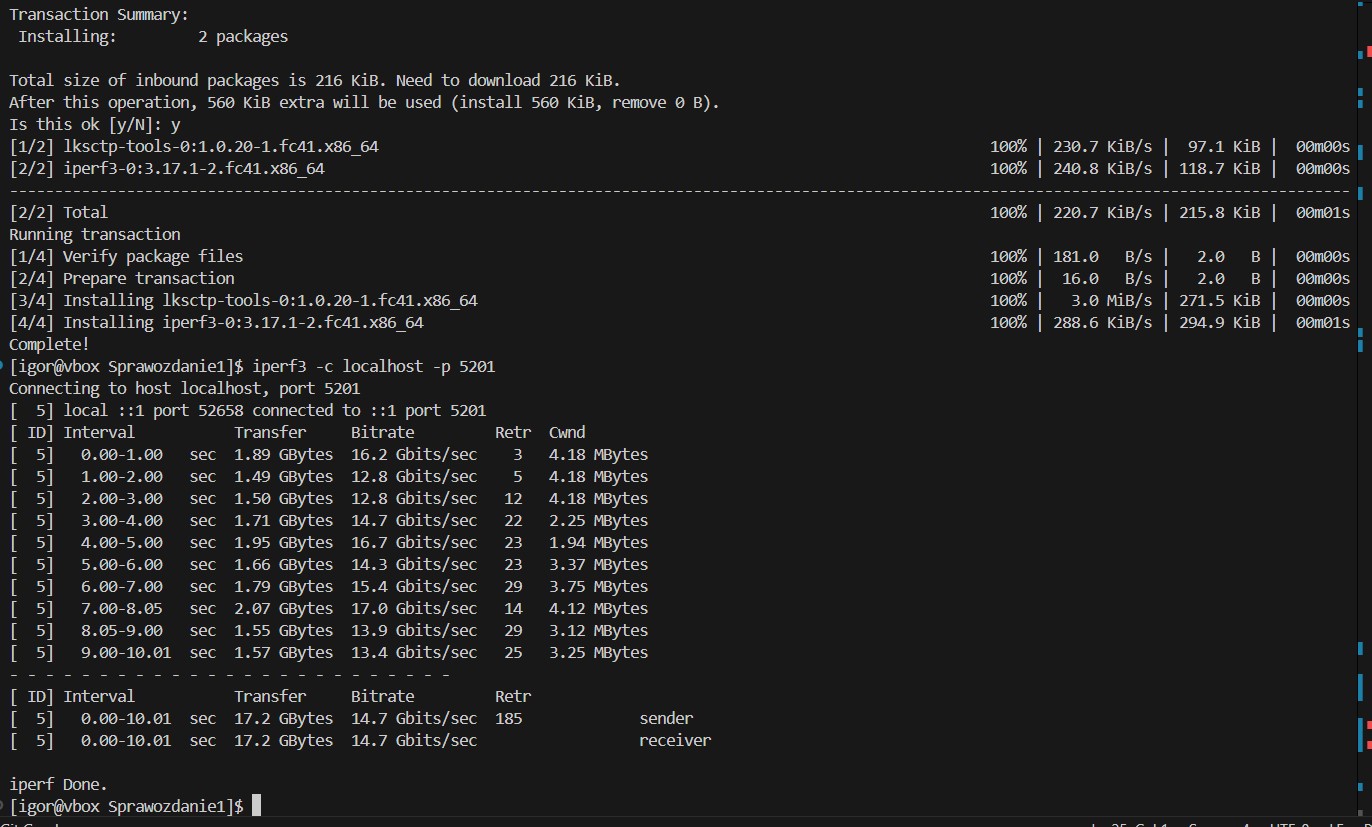 Transaction Summary:
 Installing:         2 packages

Total size of inbound packages is 216 KiB. Need to download 216 KiB.
After this operation, 560 KiB extra will be used (install 560 KiB, remove 0 B).
Is this ok [y/N]: y
[1/2] lksctp-tools-0:1.0.20-1.fc41.x86_64                                                                    100% | 230.7 KiB/s |  97.1 KiB |  00m00s
[2/2] iperf3-0:3.17.1-2.fc41.x86_64                                                                          100% | 240.8 KiB/s | 118.7 KiB |  00m00s
-----------------------------------------------------------------------------------------------------------------------------------------------------
[2/2] Total                                                                                                  100% | 220.7 KiB/s | 215.8 KiB |  00m01s
Running transaction
[1/4] Verify package files                                                                                   100% | 181.0   B/s |   2.0   B |  00m00s
[2/4] Prepare transaction                                                                                    100% |  16.0   B/s |   2.0   B |  00m00s
[3/4] Installing lksctp-tools-0:1.0.20-1.fc41.x86_64                                                         100% |   3.0 MiB/s | 271.5 KiB |  00m00s
[4/4] Installing iperf3-0:3.17.1-2.fc41.x86_64                                                               100% | 288.6 KiB/s | 294.9 KiB |  00m01s
Complete!
[igor@vbox Sprawozdanie1]$ iperf3 -c localhost -p 5201
Connecting to host localhost, port 5201
[  5] local ::1 port 52658 connected to ::1 port 5201
[ ID] Interval           Transfer     Bitrate         Retr  Cwnd
[  5]   0.00-1.00   sec  1.89 GBytes  16.2 Gbits/sec    3   4.18 MBytes
[  5]   1.00-2.00   sec  1.49 GBytes  12.8 Gbits/sec    5   4.18 MBytes
[  5]   2.00-3.00   sec  1.50 GBytes  12.8 Gbits/sec   12   4.18 MBytes
[  5]   3.00-4.00   sec  1.71 GBytes  14.7 Gbits/sec   22   2.25 MBytes
[  5]   4.00-5.00   sec  1.95 GBytes  16.7 Gbits/sec   23   1.94 MBytes
[  5]   5.00-6.00   sec  1.66 GBytes  14.3 Gbits/sec   23   3.37 MBytes
[  5]   6.00-7.00   sec  1.79 GBytes  15.4 Gbits/sec   29   3.75 MBytes
[  5]   7.00-8.05   sec  2.07 GBytes  17.0 Gbits/sec   14   4.12 MBytes
[  5]   8.05-9.00   sec  1.55 GBytes  13.9 Gbits/sec   29   3.12 MBytes
[  5]   9.00-10.01  sec  1.57 GBytes  13.4 Gbits/sec   25   3.25 MBytes
- - - - - - - - - - - - - - - - - - - - - - - - -
[ ID] Interval           Transfer     Bitrate         Retr
[  5]   0.00-10.01  sec  17.2 GBytes  14.7 Gbits/sec  185             sender
[  5]   0.00-10.01  sec  17.2 GBytes  14.7 Gbits/sec                  receiver

iperf Done.
[igor@vbox Sprawozdanie1]$